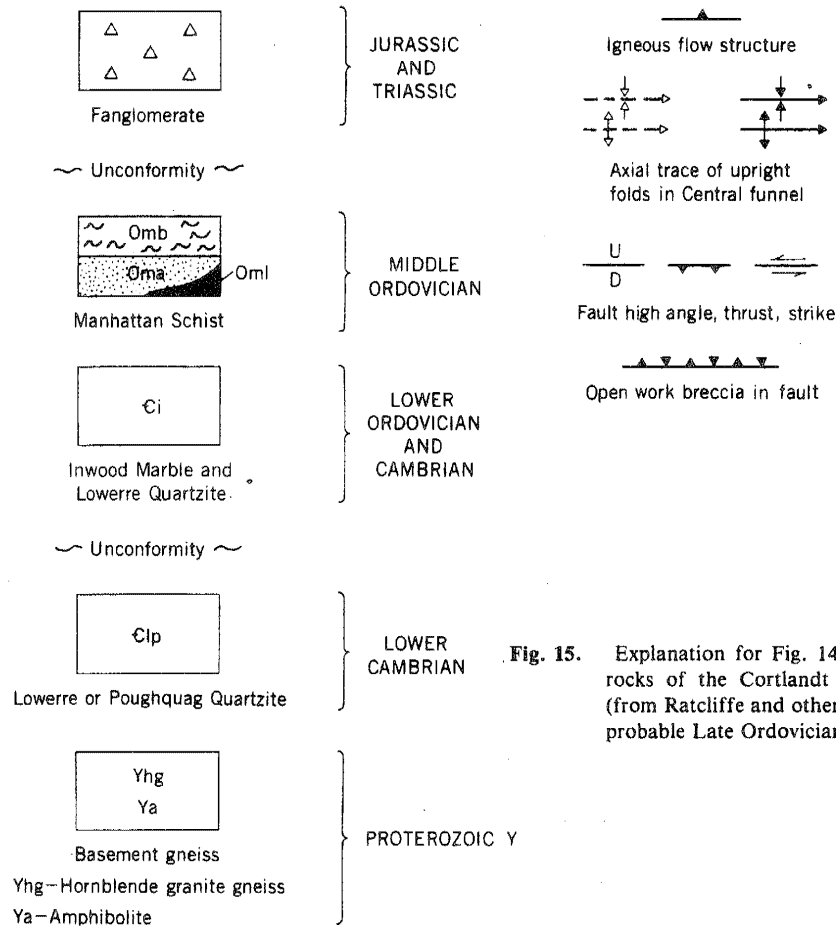 JURASSIC
AND
TRIASSIC
Fanglomerate
Unconformity
Omb
Oma
Oml
MIDDLE
ORDOVICIAN
Manhattan Schist
Ꞓi
LOWER
ORDOVICIAN
AND
CAMBRIAN
Inwood Marble and
Lowerre Quartzite
Unconformity
Ꞓlp
LOWER
CAMBRIAN
Lowerre or Poughquag Quartzite
Yhg
Ya
PROTEROZOIC Y
Basement gneiss
Yhg—Hornblende granite gneiss
Ya—Amphibolite
Igneous flow structure
Axial trace of upright
folds in Central funnel
U
D
Fault high angle, thrust, strike
Open work breccia in fault
Fig. 15. Explanation for Fig. 14
rocks of the Cortlandt
(from Ratcliffe and other
probable Late Ordovician